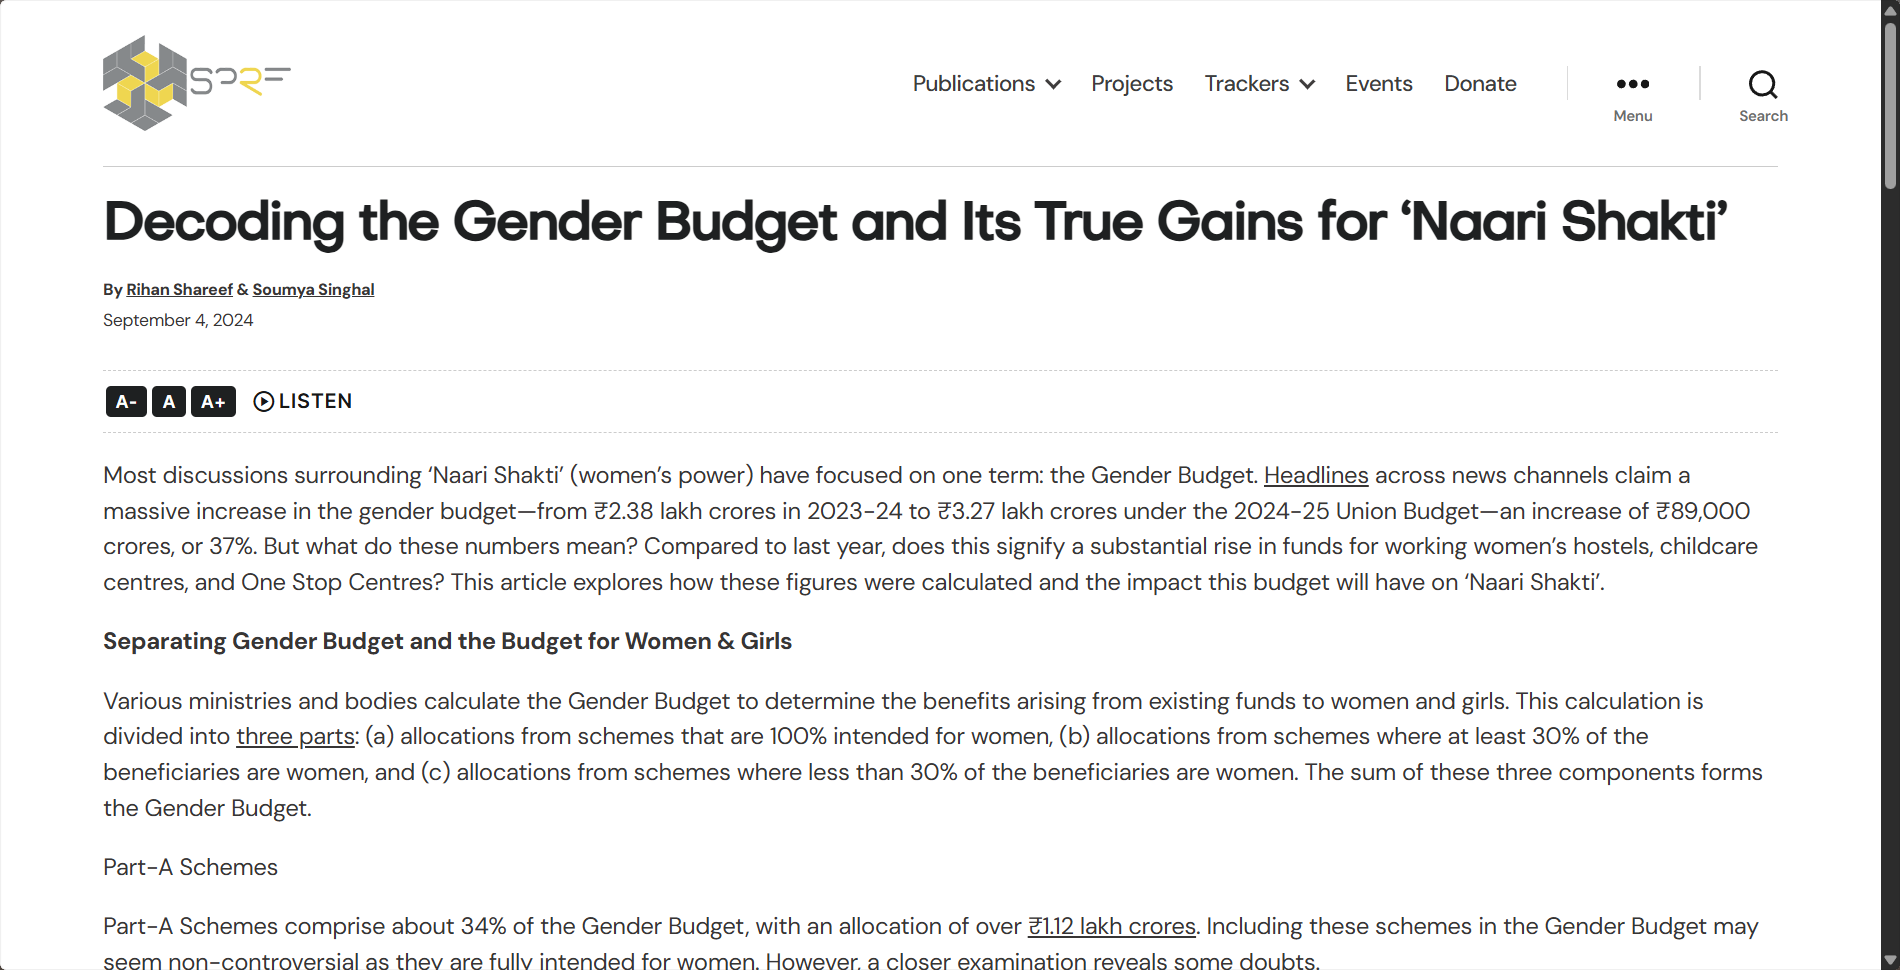 SPRF
Publications
Projects
Trackers
Events
Donate
Menu
Search
Decoding the Gender Budget and Its True Gains for ‘Naari Shakti’
By Rihan Shareef & Soumya Singhal
September 4, 2024
A- A A+ LISTEN
Most discussions surrounding ‘Naari Shakti’ (women’s power) have focused on one term: the Gender Budget. Headlines across news channels claim a
massive increase in the gender budget—from ₹2.38 lakh crores in 2023-24 to ₹3.27 lakh crores under the 2024-25 Union Budget—an increase of ₹89,000
crores, or 37%. But what do these numbers mean? Compared to last year, does this signify a substantial rise in funds for working women’s hostels, childcare
centres, and One Stop Centres? This article explores how these figures were calculated and the impact this budget will have on ‘Naari Shakti’.
Separating Gender Budget and the Budget for Women & Girls
Various ministries and bodies calculate the Gender Budget to determine the benefits arising from existing funds to women and girls. This calculation is
divided into three parts: (a) allocations from schemes that are 100% intended for women, (b) allocations from schemes where at least 30% of the
beneficiaries are women, and (c) allocations from schemes where less than 30% of the beneficiaries are women. The sum of these three components forms
the Gender Budget.
Part-A Schemes
Part-A Schemes comprise about 34% of the Gender Budget, with an allocation of over ₹1.12 lakh crores. Including these schemes in the Gender Budget may
seem non-controversial as they are fully intended for women. However, a closer examination reveals some doubts.